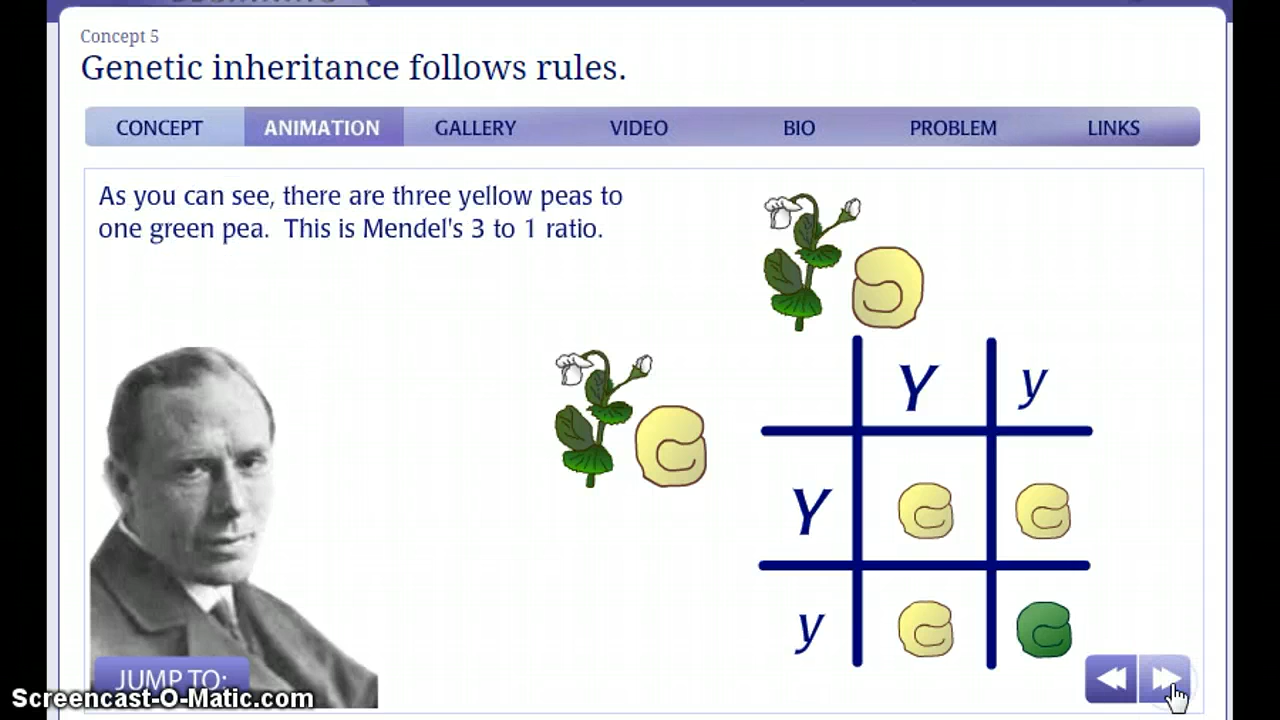 Concept 5
Genetic inheritance follows rules.
CONCEPT ANIMATION GALLERY VIDEO BIO PROBLEM LINKS
As you can see, there are three yellow peas to
one green pea. This is Mendel's 3 to 1 ratio.
Y y
Y
y
JUMP TO:
Screencast-O-Matic.com